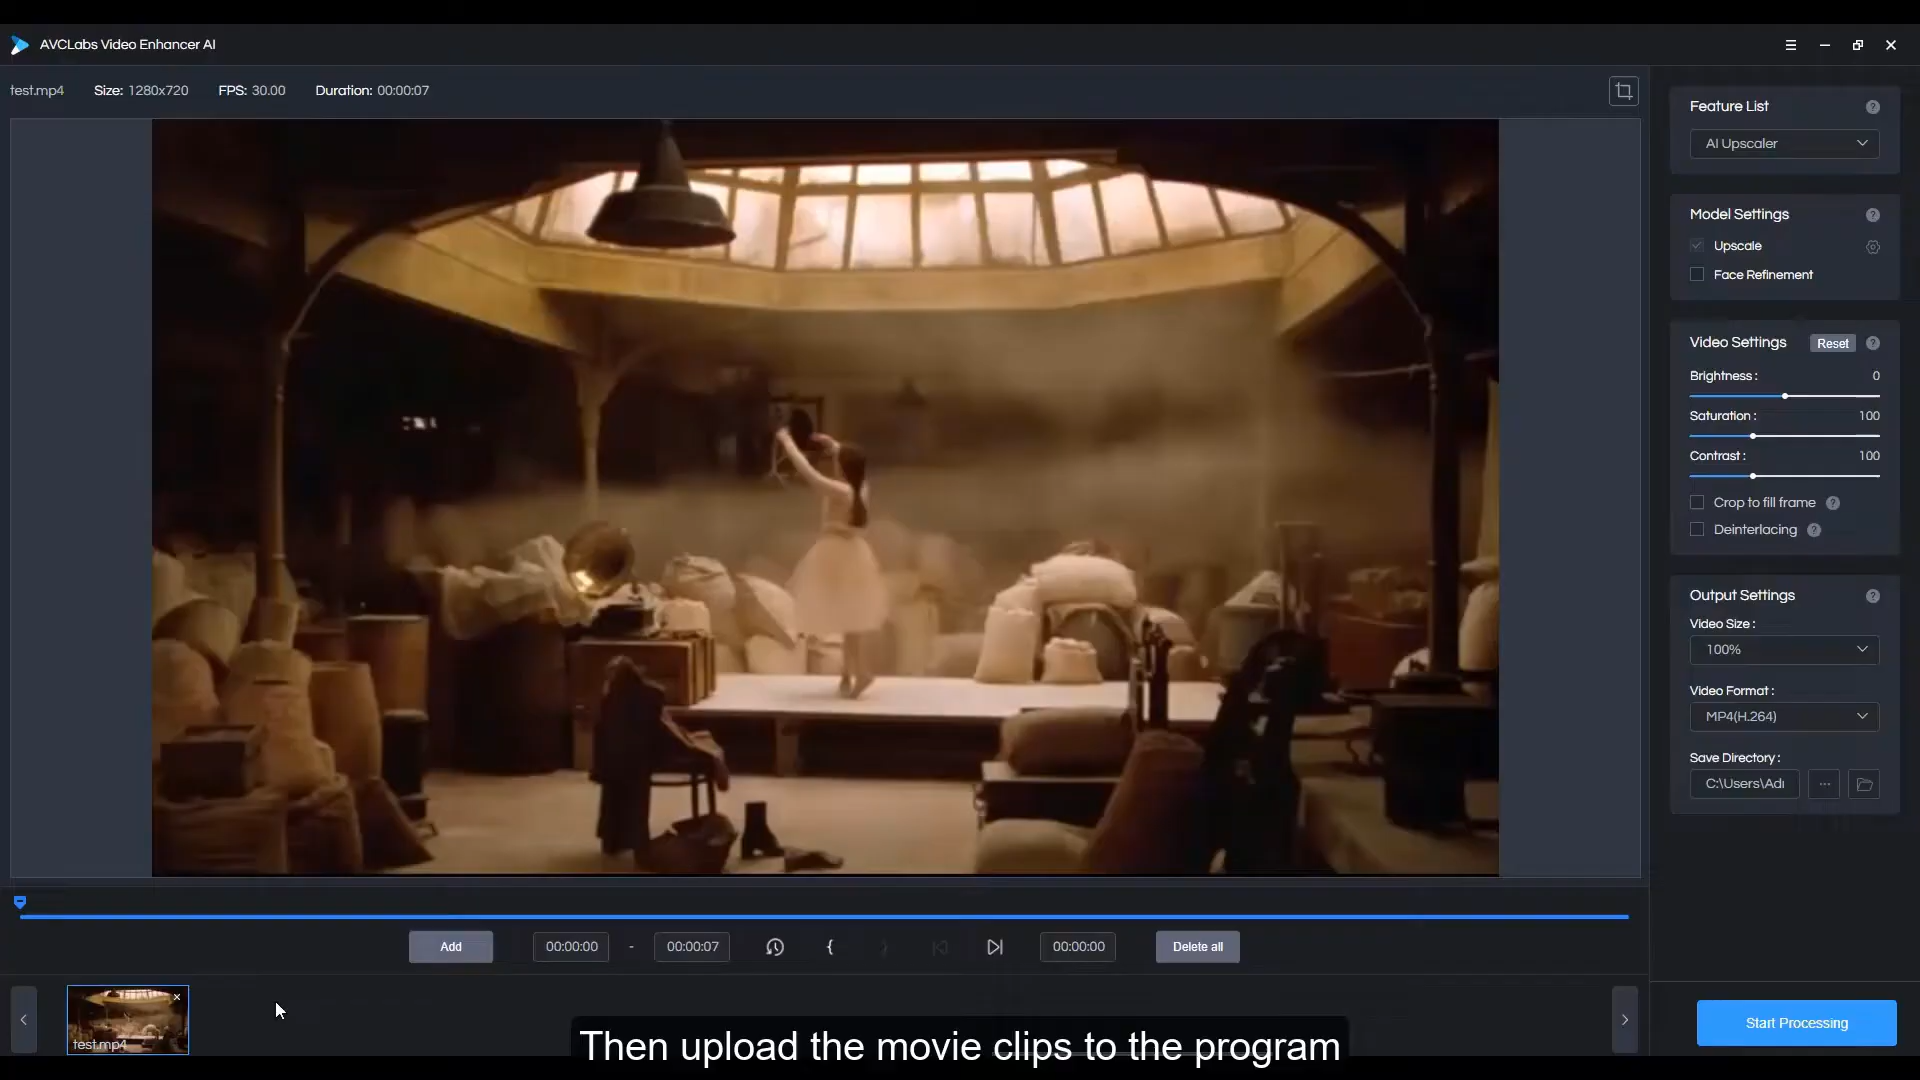 AVCLabs Video Enhancer AI
test.mp4 Size: 1280x720 FPS: 30.00 Duration: 00:00:07
Feature List ?
AI Upscaler
Model Settings ?
Upscale
Face Refinement
Video Settings Reset ?
Brightness : 0
Saturation : 100
Contrast : 100
Crop to fill frame ?
Deinterlacing ?
Output Settings ?
Video Size :
100%
Video Format :
MP4(H.264)
Save Directory :
C:\Users\Adı ...
Add 00:00:00 - 00:00:07 { } 00:00:00 Delete all
test.mp4
Start Processing
Then upload the movie clips to the program